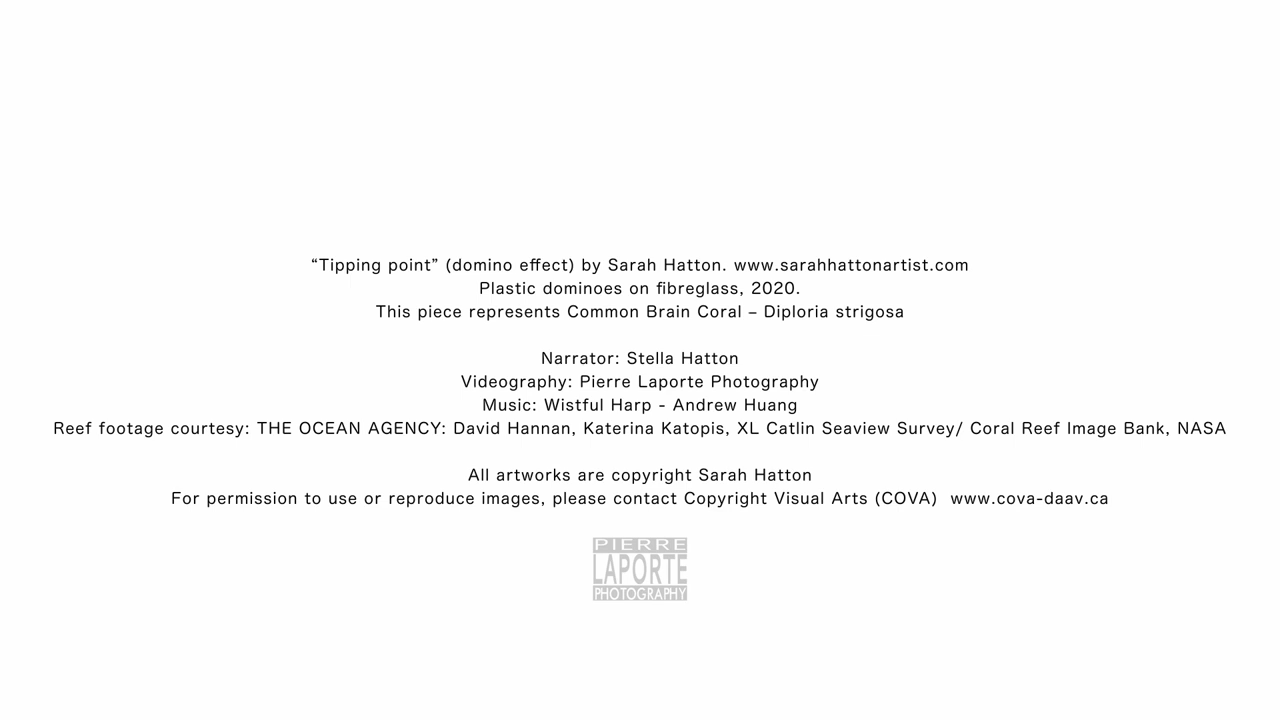 “Tipping point” (domino effect) by Sarah Hatton. www.sarahhattonartist.com
Plastic dominoes on fibreglass, 2020.
This piece represents Common Brain Coral – Diploria strigosa
Narrator: Stella Hatton
Videography: Pierre Laporte Photography
Music: Wistful Harp - Andrew Huang
Reef footage courtesy: THE OCEAN AGENCY: David Hannan, Katerina Katopis, XL Catlin Seaview Survey/ Coral Reef Image Bank, NASA
All artworks are copyright Sarah Hatton
For permission to use or reproduce images, please contact Copyright Visual Arts (COVA)  www.cova-daav.ca
PIERRE
LAPORTE
PHOTOGRAPHY